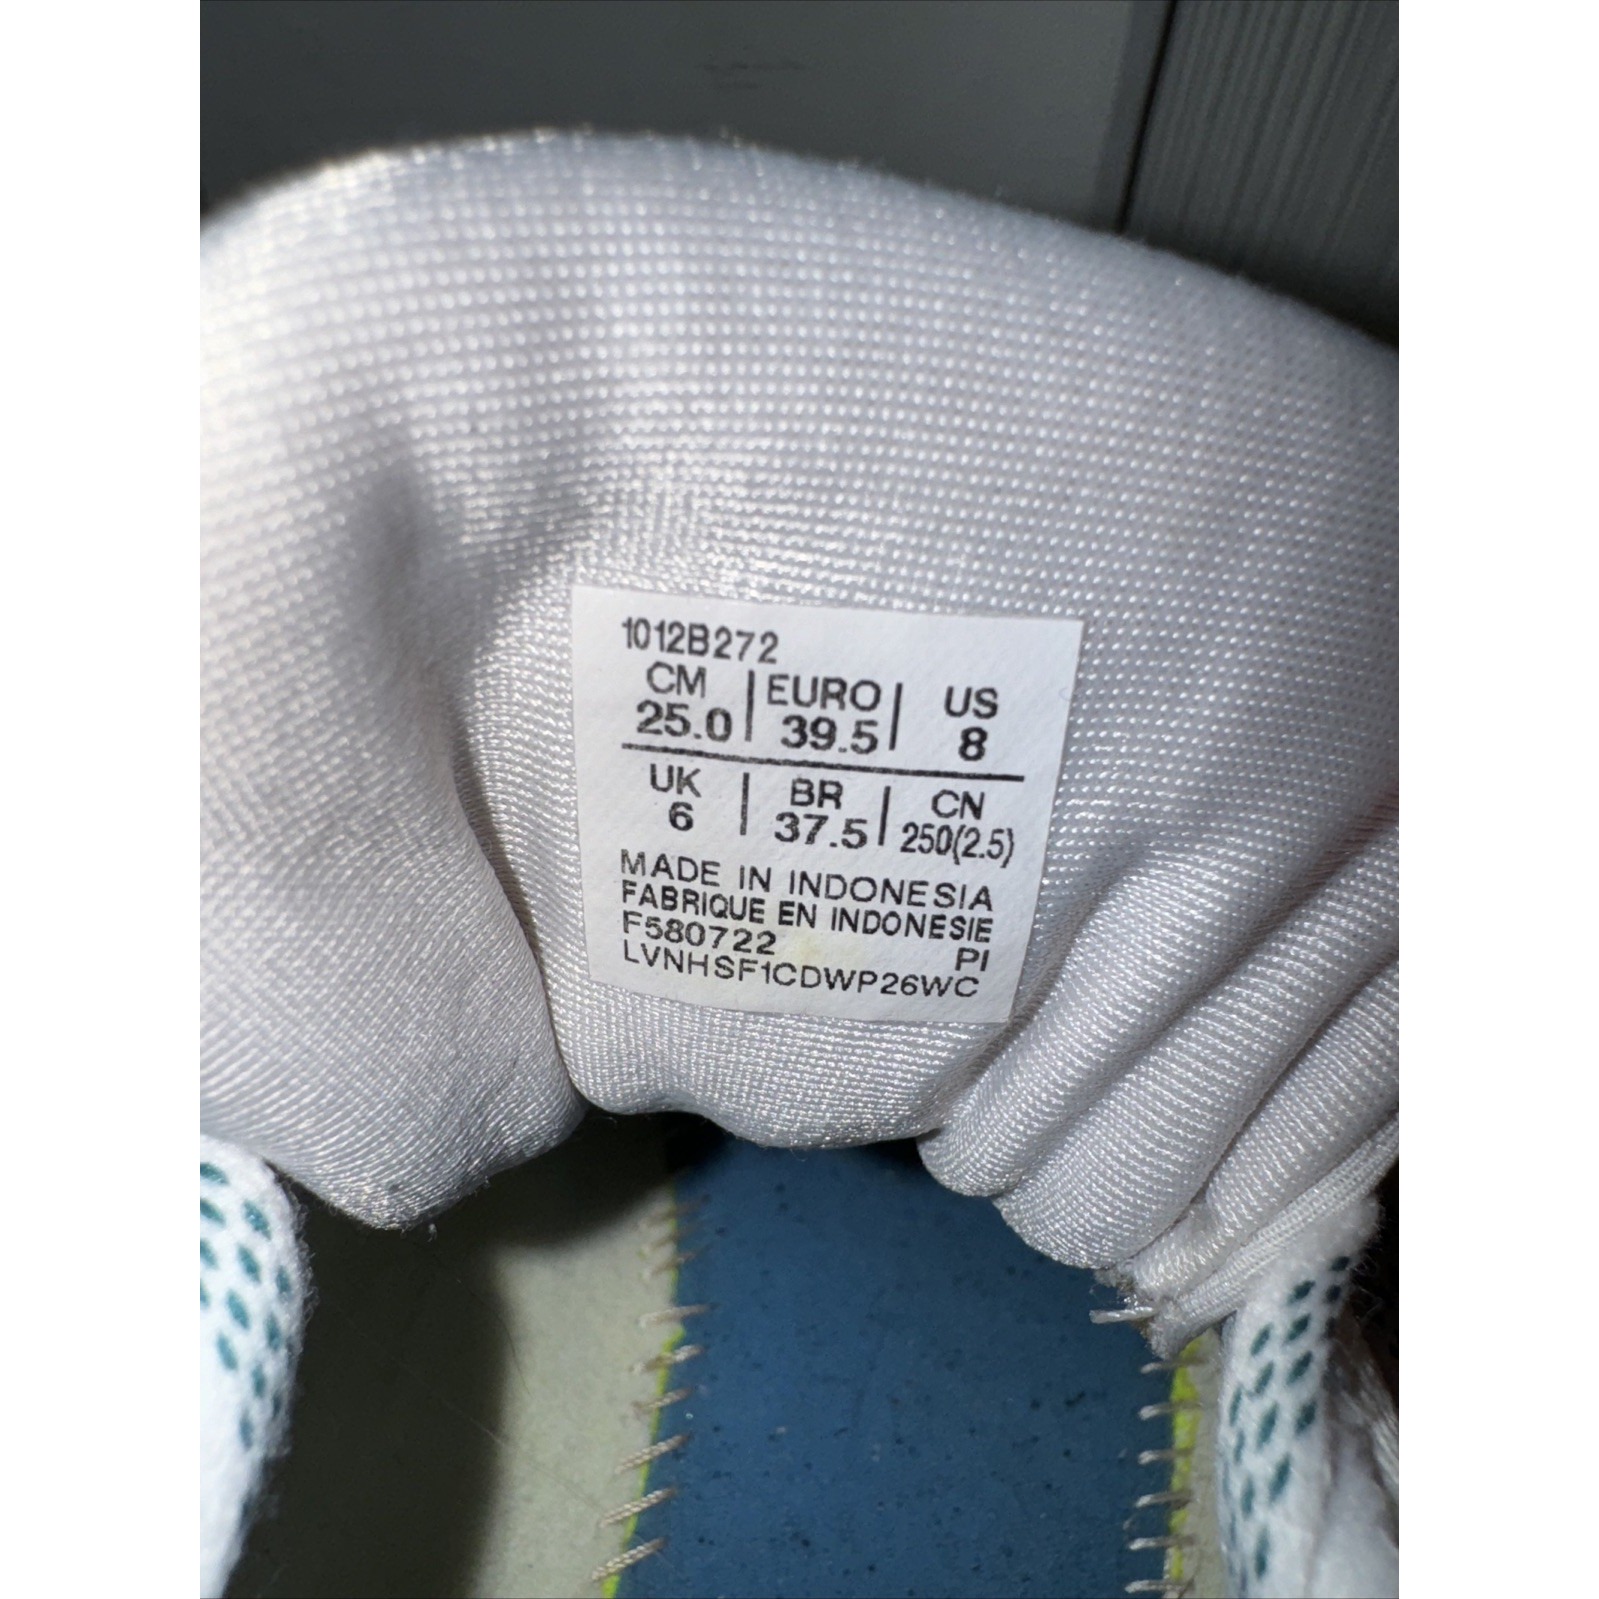 1012B272
CM | EURO | US
25.0 | 39.5 | 8
UK | BR | CN
6 | 37.5 | 250(2.5)
MADE IN INDONESIA
FABRIQUE EN INDONESIE
F580722 PI
LVNHSF1CDWP26WC